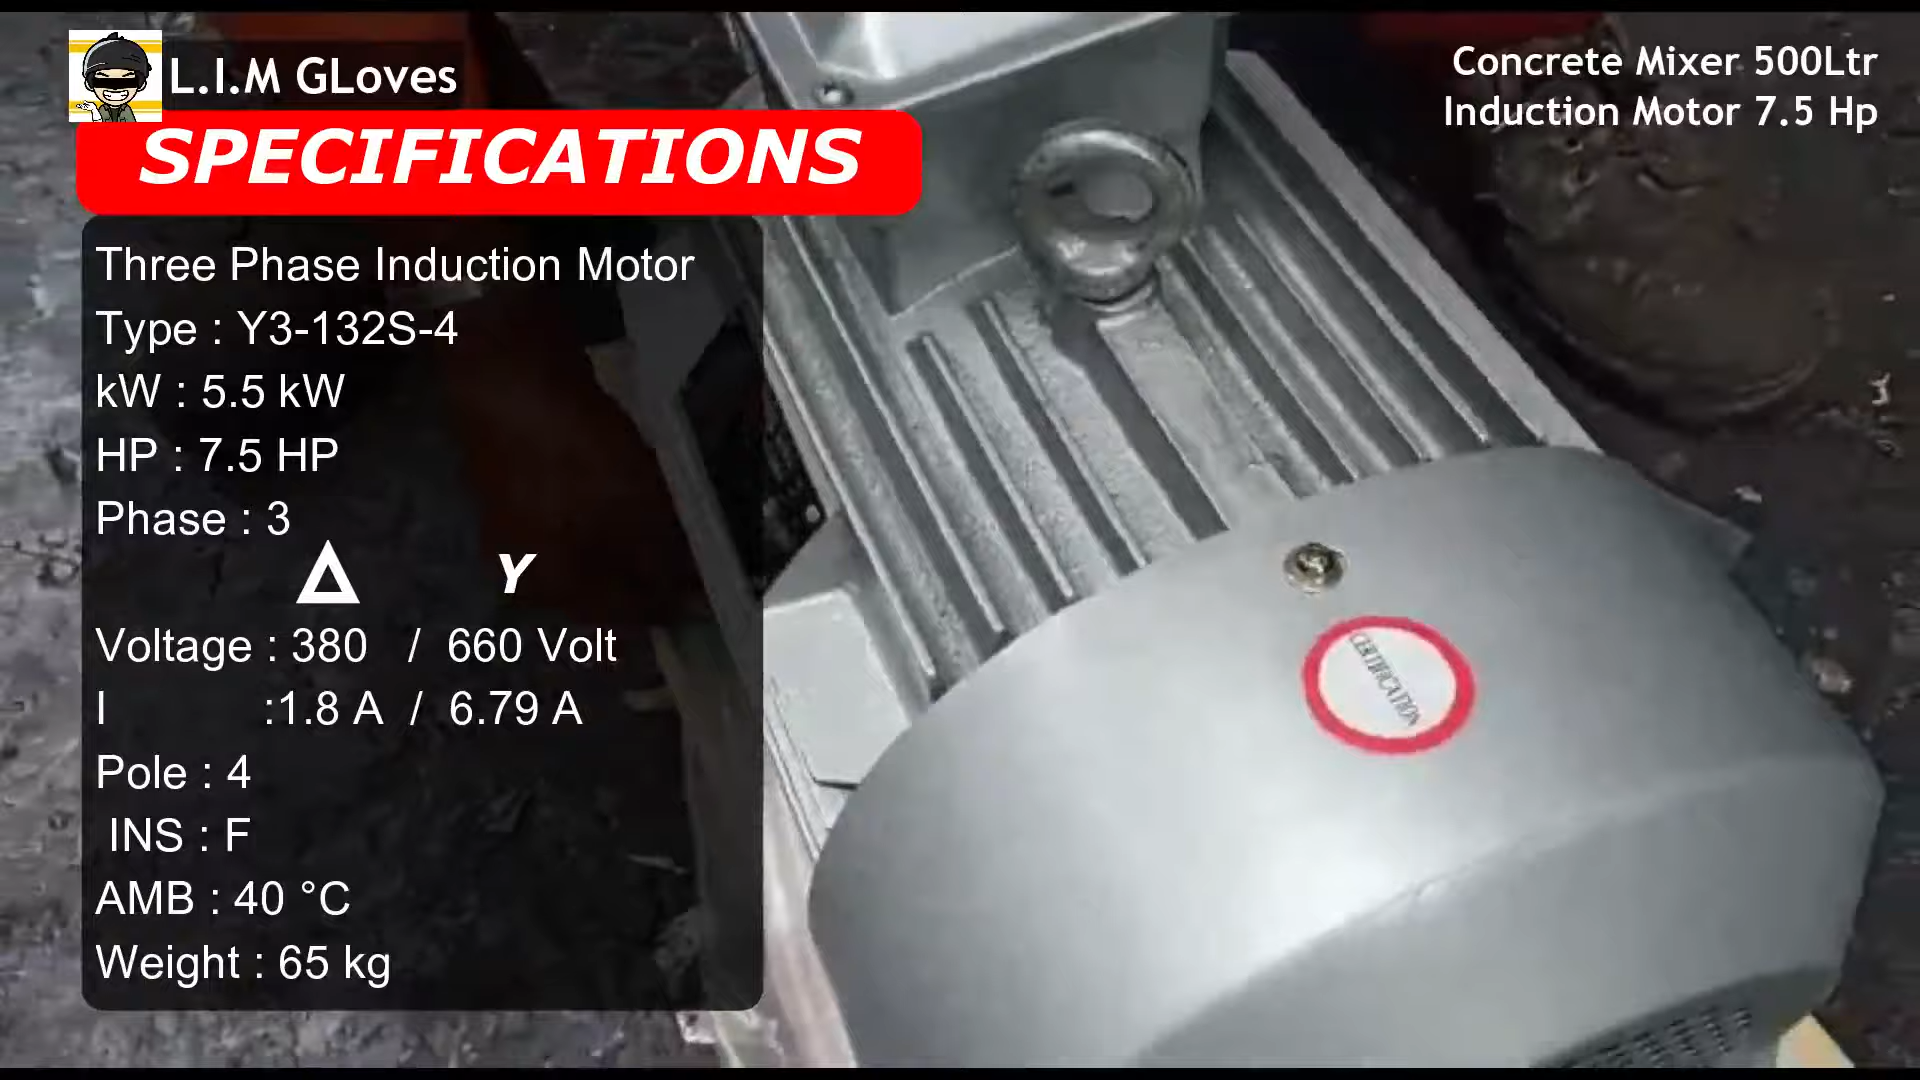 L.I.M GLoves
Concrete Mixer 500Ltr
Induction Motor 7.5 Hp
SPECIFICATIONS
Three Phase Induction Motor
Type : Y3-132S-4
kW : 5.5 kW
HP : 7.5 HP
Phase : 3
Δ Y
Voltage : 380 / 660 Volt
I :1.8 A / 6.79 A
Pole : 4
INS : F
AMB : 40 °C
Weight : 65 kg
CERTIFICATION